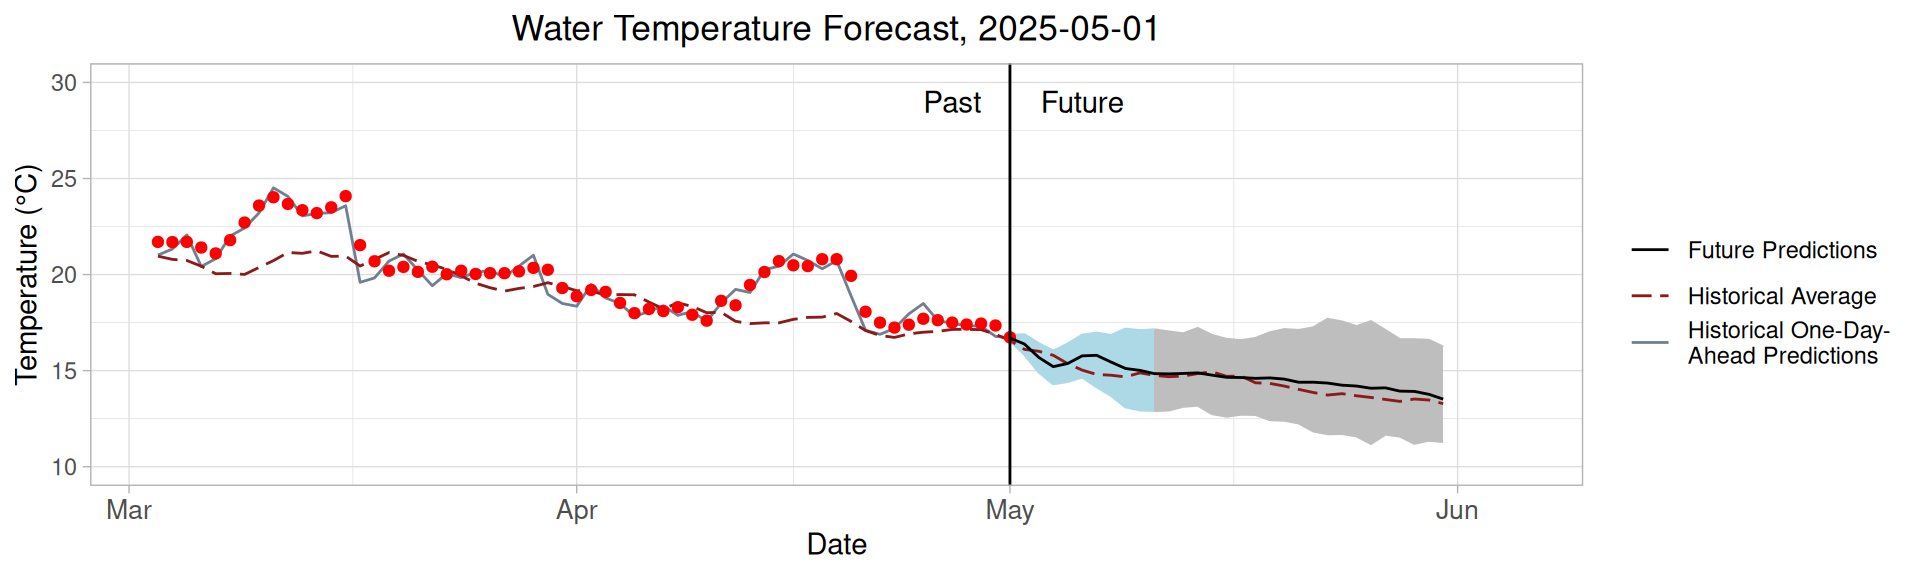 Water Temperature Forecast, 2025-05-01
Temperature (°C)
30
25
20
15
10
Past
Future
Mar
Apr
May
Jun
Date
Future Predictions
Historical Average
Historical One-Day-
Ahead Predictions